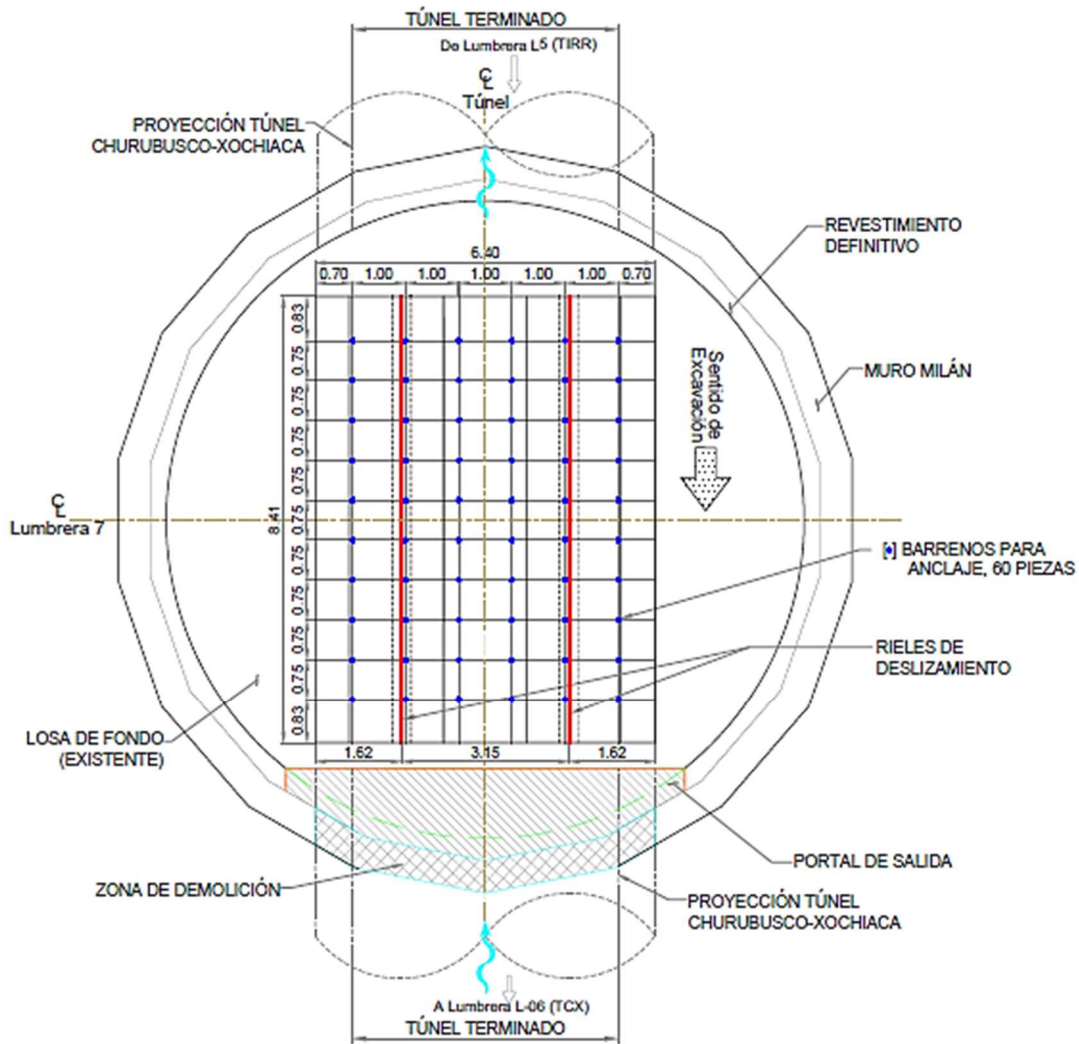 TÚNEL TERMINADO
De Lumbrera L5 (TIRR)
℄
Túnel
PROYECCIÓN TÚNEL
CHURUBUSCO-XOCHIACA
REVESTIMIENTO
DEFINITIVO
6.40
0.70 1.00 1.00 1.00 1.00 1.00 0.70
MURO MILÁN
Sentido de
Excavación
0.83
0.75
0.75
0.75
0.75
0.75
0.75
0.75
0.75
0.75
0.83
8.41
℄
Lumbrera 7
[•] BARRENOS PARA
ANCLAJE, 60 PIEZAS
RIELES DE
DESLIZAMIENTO
LOSA DE FONDO
(EXISTENTE)
1.62 3.15 1.62
PORTAL DE SALIDA
ZONA DE DEMOLICIÓN
PROYECCIÓN TÚNEL
CHURUBUSCO-XOCHIACA
A Lumbrera L-06 (TCX)
TÚNEL TERMINADO